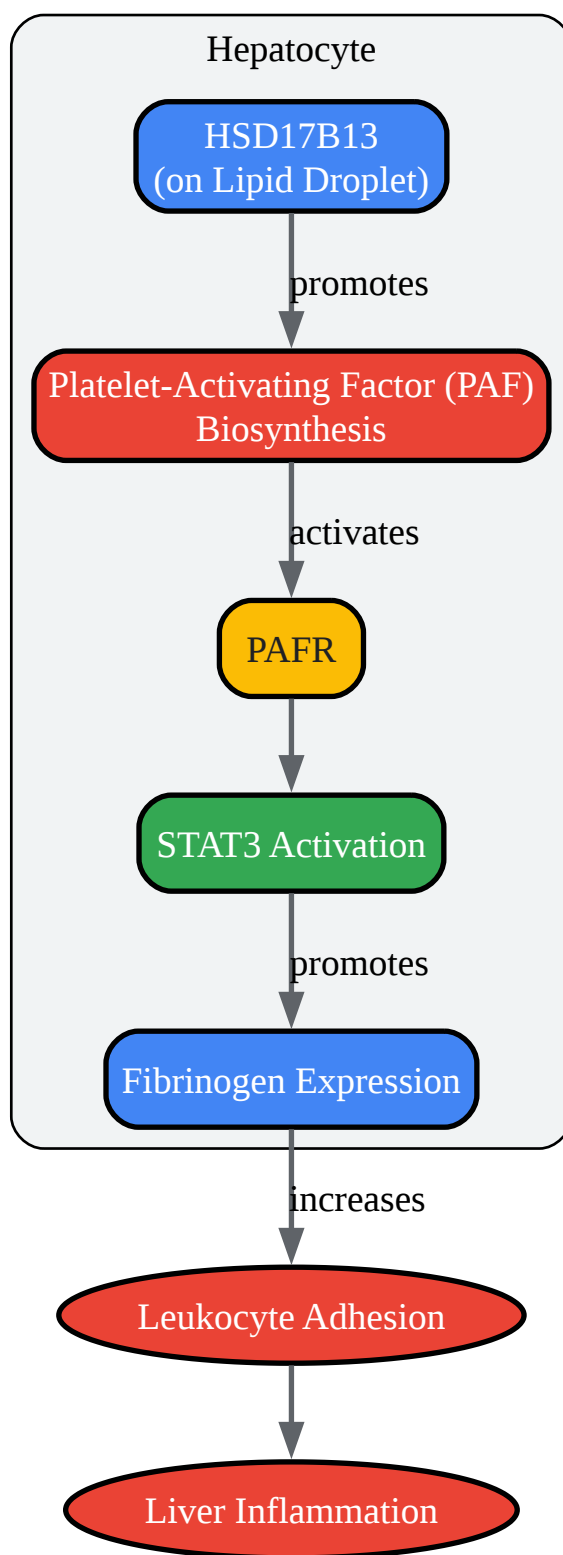 Hepatocyte
HSD17B13
(on Lipid Droplet)
promotes
Platelet-Activating Factor (PAF)
Biosynthesis
activates
PAFR
STAT3 Activation
promotes
Fibrinogen Expression
increases
Leukocyte Adhesion
Liver Inflammation